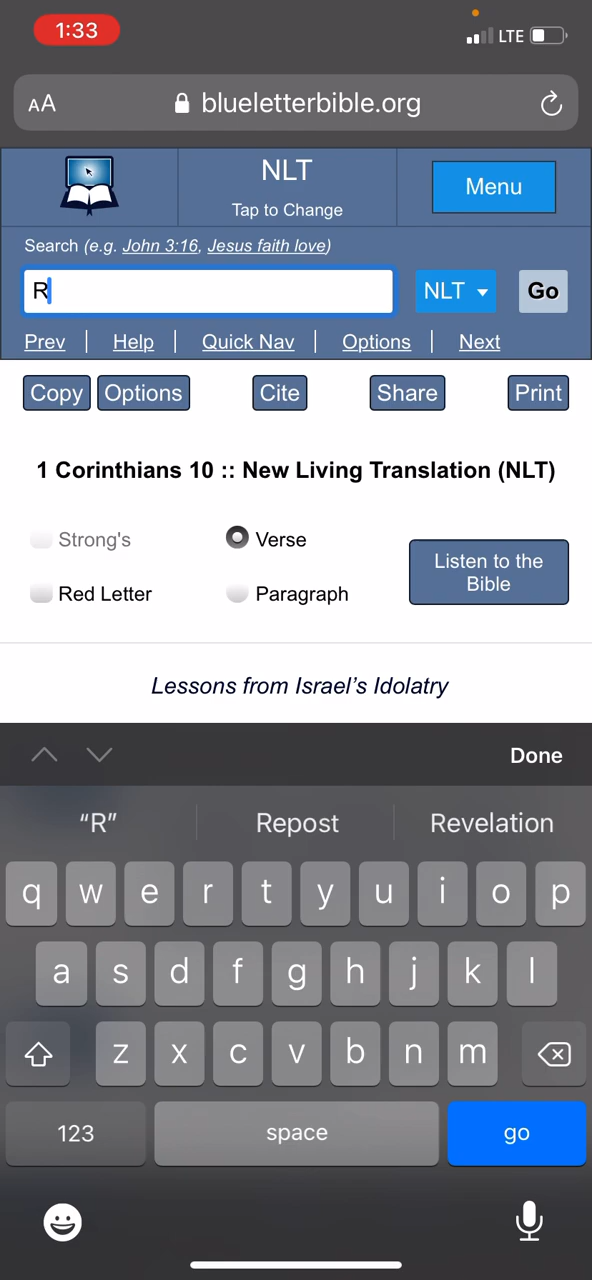 1:33
LTE
AA
blueletterbible.org
NLT
Tap to Change
Menu
Search (e.g. John 3:16, Jesus faith love)
R
NLT
Go
Prev | Help | Quick Nav | Options | Next
Copy
Options
Cite
Share
Print
1 Corinthians 10 :: New Living Translation (NLT)
Strong's
Verse
Red Letter
Paragraph
Listen to the
Bible
Lessons from Israel’s Idolatry
Done
“R”
Repost
Revelation
q w e r t y u i o p
a s d f g h j k l
z x c v b n m
123
space
go